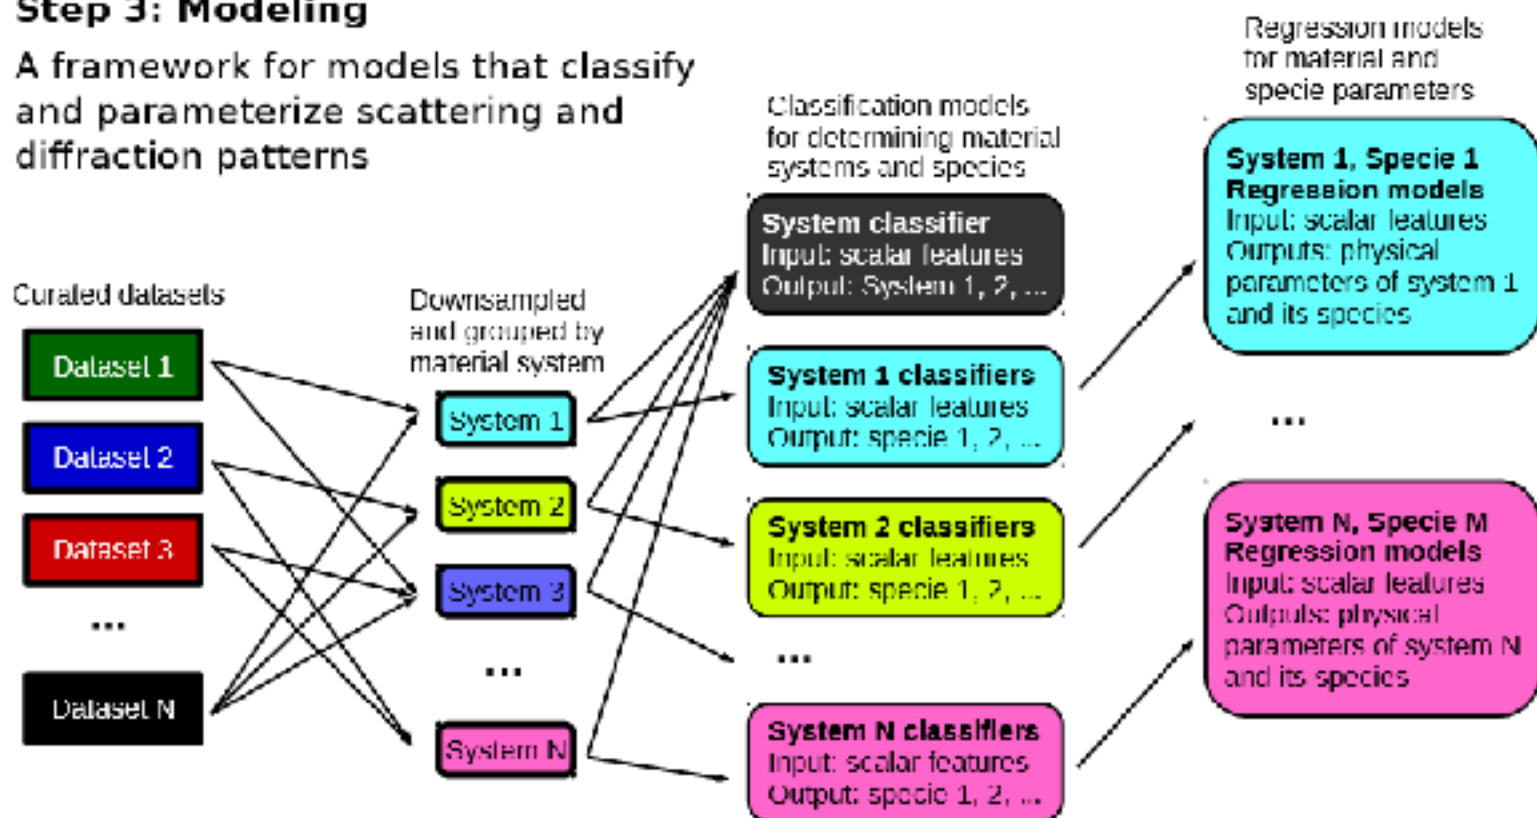 Step 3: Modeling
A framework for models that classify
and parameterize scattering and
diffraction patterns
Curated datasets
Dataset 1
Dataset 2
Dataset 3
...
Dataset N
Downsampled
and grouped by
material system
System 1
System 2
System 3
...
System N
Classification models
for determining material
systems and species
System classifier
Input: scalar features
Output: System 1, 2, ...
System 1 classifiers
Input: scalar features
Output: specie 1, 2, ...
System 2 classifiers
Input: scalar features
Output: specie 1, 2, ...
...
System N classifiers
Input: scalar features
Output: specie 1, 2, ...
Regression models
for material and
specie parameters
System 1, Specie 1
Regression models
Input: scalar features
Outputs: physical
parameters of system 1
and its species
...
System N, Specie M
Regression models
Input: scalar features
Outputs: physical
parameters of system N
and its species